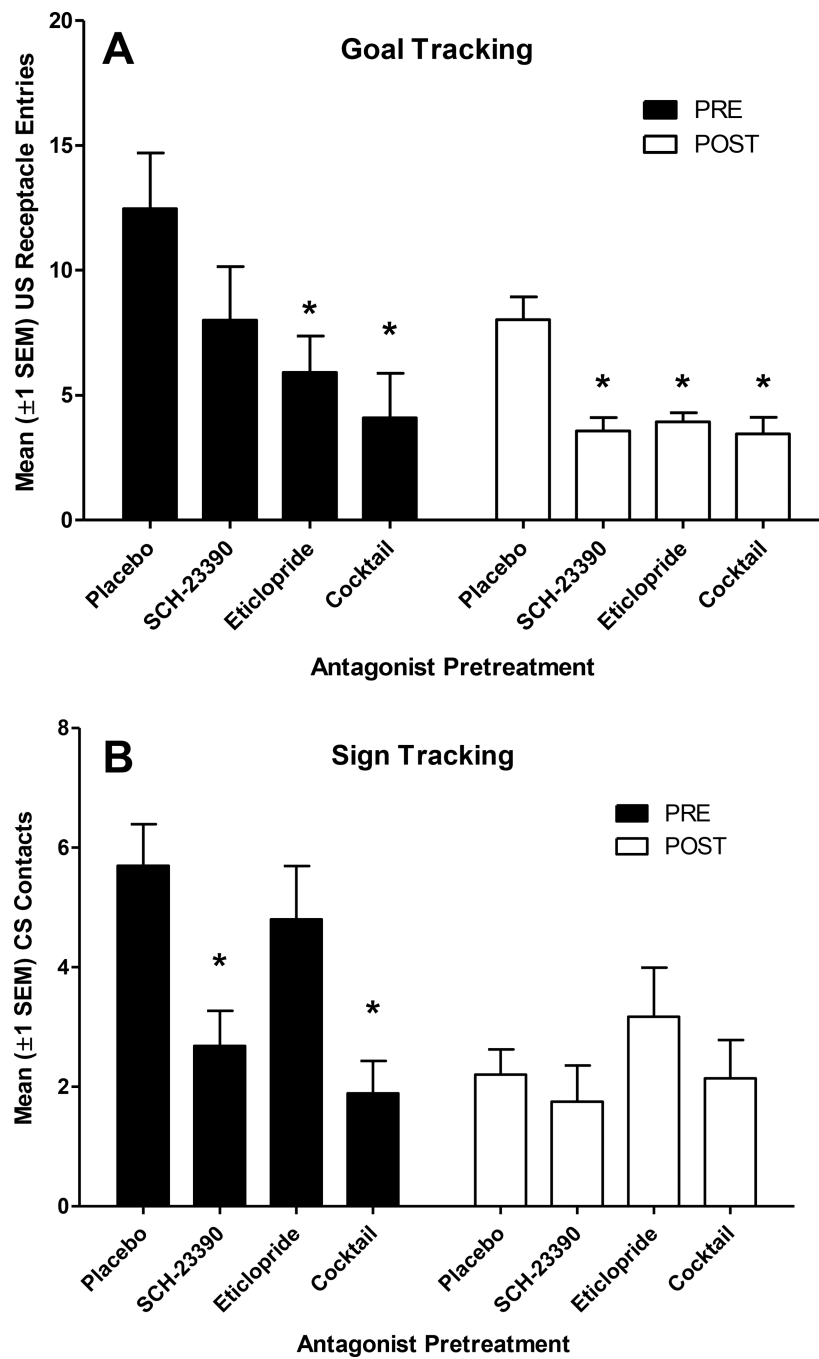 A
Goal Tracking
PRE
POST
Mean (±1 SEM) US Receptacle Entries
20
15
10
5
0
*
*
*
*
*
Placebo
SCH-23390
Eticlopride
Cocktail
Placebo
SCH-23390
Eticlopride
Cocktail
Antagonist Pretreatment
B
Sign Tracking
PRE
POST
Mean (±1 SEM) CS Contacts
8
6
4
2
0
*
*
Placebo
SCH-23390
Eticlopride
Cocktail
Placebo
SCH-23390
Eticlopride
Cocktail
Antagonist Pretreatment